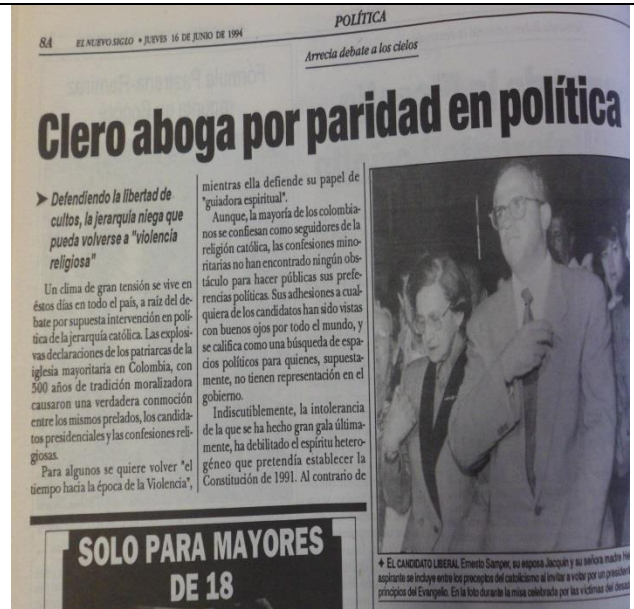 8A EL NUEVO SIGLO • JUEVES 16 DE JUNIO DE 1994
POLÍTICA
Arrecia debate a los cielos
Clero aboga por paridad en política
➤ Defendiendo la libertad de
cultos, la jerarquía niega que
pueda volverse a "violencia
religiosa"
Un clima de gran tensión se vive en
éstos días en todo el país, a raíz del de-
bate por supuesta intervención en polí-
tica de la jerarquía católica. Las explosi-
vas declaraciones de los patriarcas de la
iglesia mayoritaria en Colombia, con
500 años de tradición moralizadora
causaron una verdadera conmoción
entre los mismos prelados, los candida-
tos presidenciales y las confesiones reli-
giosas.
Para algunos se quiere volver "el
tiempo hacia la época de la Violencia",
mientras ella defiende su papel de
"guiadora espiritual".
Aunque, la mayoría de los colombia-
nos se confiesan como seguidores de la
religión católica, las confesiones mino-
ritarias no han encontrado ningún obs-
táculo para hacer públicas sus prefe-
rencias políticas. Sus adhesiones a cual-
quiera de los candidatos han sido vistas
con buenos ojos por todo el mundo, y
se califica como una búsqueda de espa-
cios políticos para quienes, supuesta-
mente, no tienen representación en el
gobierno.
Indiscutiblemente, la intolerancia
de la que se ha hecho gran gala última-
mente, ha debilitado el espíritu hetero-
géneo que pretendía establecer la
Constitución de 1991. Al contrario de
✦ EL CANDIDATO LIBERAL Ernesto Samper, su esposa Jacquin y su señora madre
aspirante se incluye entre los preceptos del catolicismo al invitar a votar por un
principios del Evangelio. En la foto durante la misa celebrada por las víctimas del
SOLO PARA MAYORES
DE 18